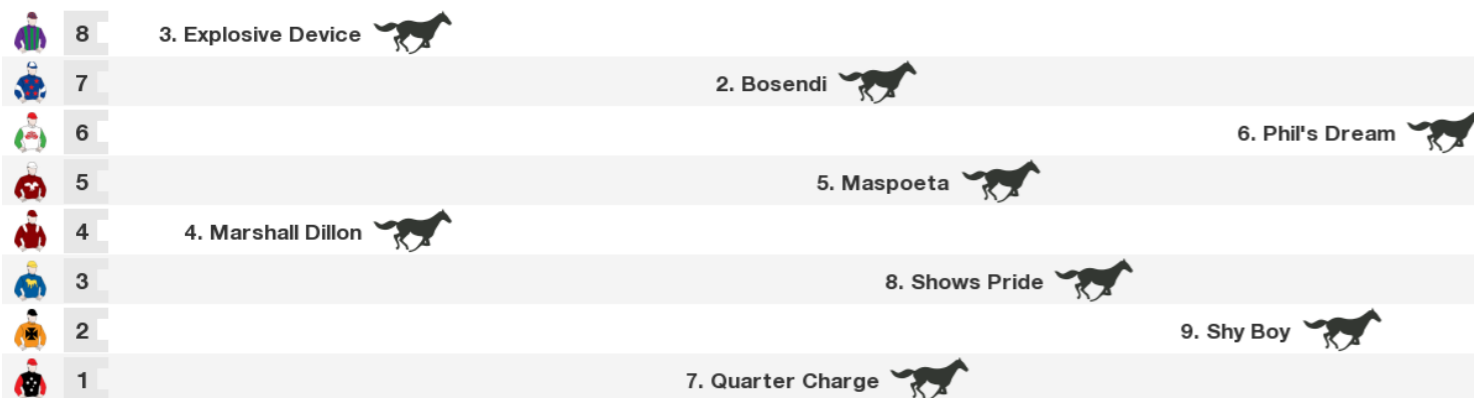 8 3. Explosive Device
7 2. Bosendi
6 6. Phil's Dream
5 5. Maspoeta
4 4. Marshall Dillon
3 8. Shows Pride
2 9. Shy Boy
1 7. Quarter Charge